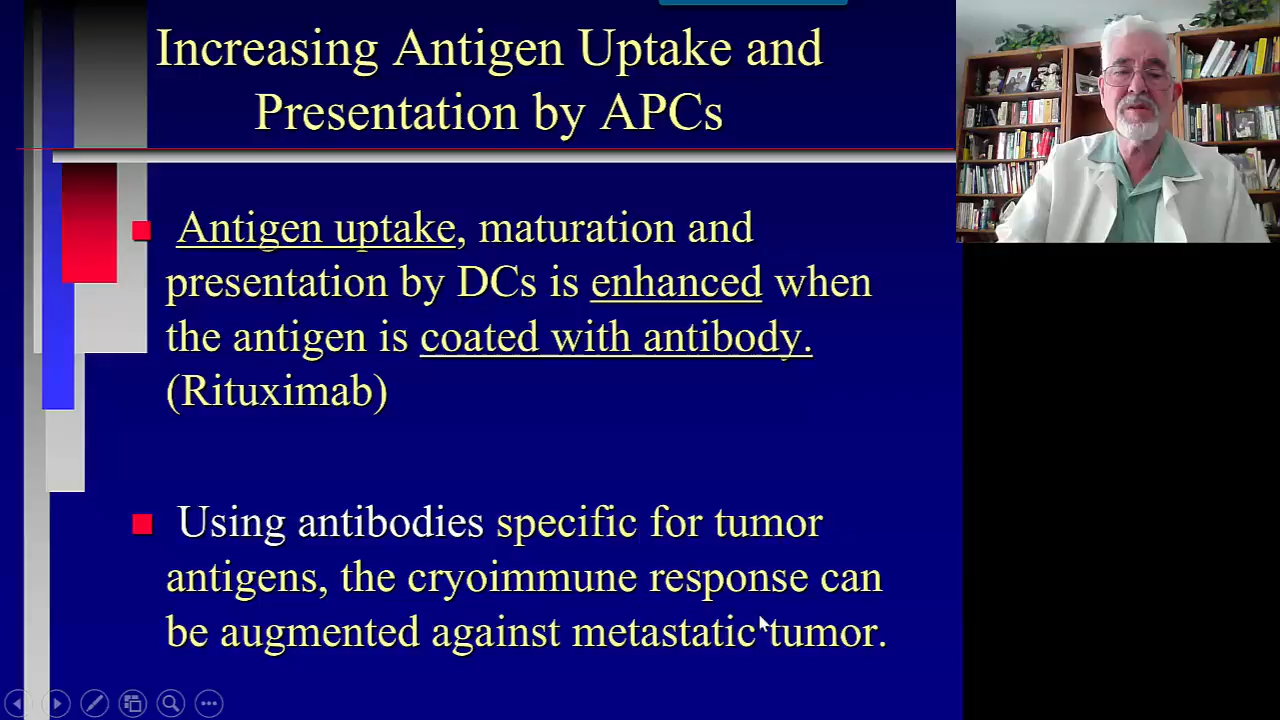 Increasing Antigen Uptake and
Presentation by APCs
Antigen uptake, maturation and
presentation by DCs is enhanced when
the antigen is coated with antibody.
(Rituximab)
Using antibodies specific for tumor
antigens, the cryoimmune response can
be augmented against metastatic tumor.